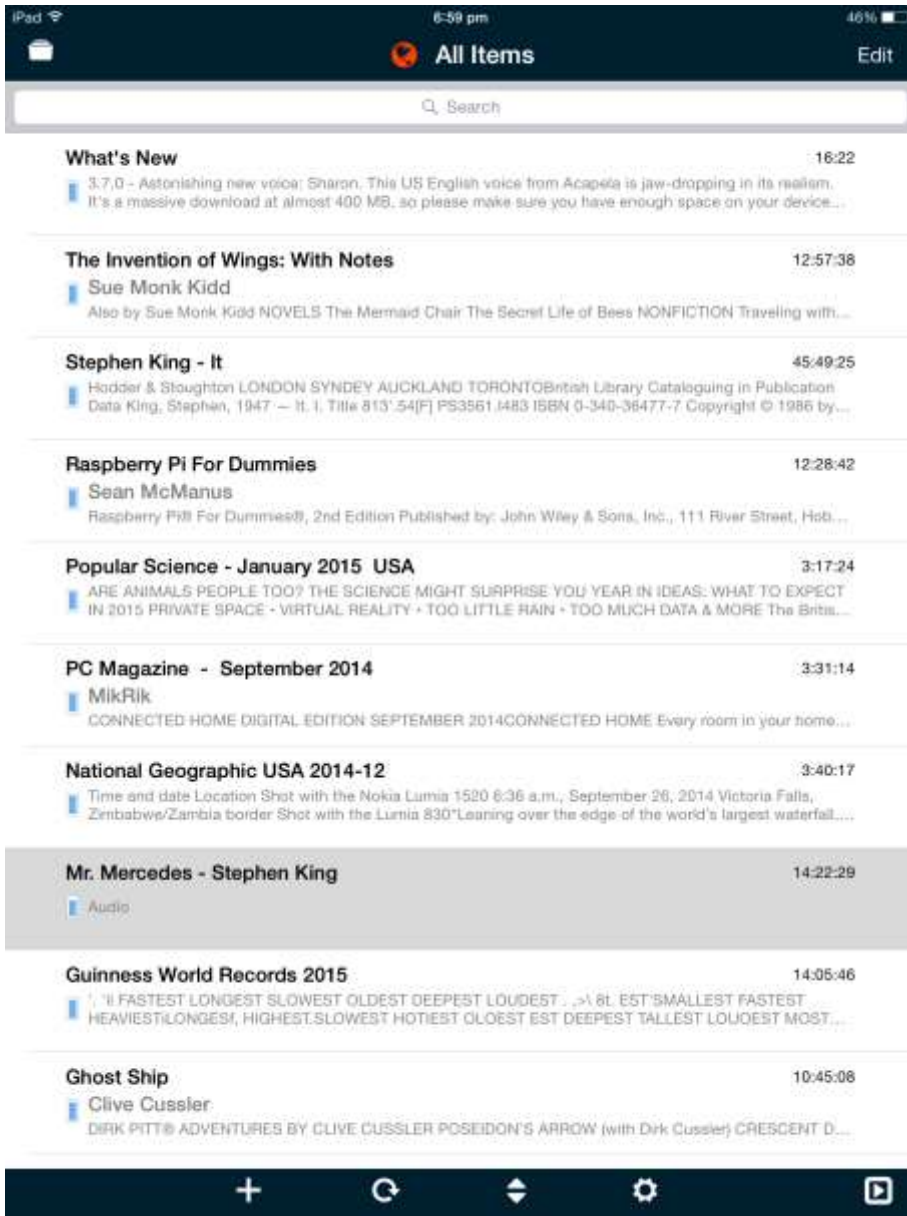 iPad 6:59 pm 46%
All Items Edit
Search
What's New 16:22
3.7.0 - Astonishing new voice: Sharon. This US English voice from Acapela is jaw-dropping in its realism.
It's a massive download at almost 400 MB, so please make sure you have enough space on your device...
The Invention of Wings: With Notes 12:57:38
Sue Monk Kidd
Also by Sue Monk Kidd NOVELS The Mermaid Chair The Secret Life of Bees NONFICTION Traveling with...
Stephen King - It 45:49:25
Hodder & Stoughton LONDON SYNDEY AUCKLAND TORONTOBritish Library Cataloguing in Publication
Data King, Stephen, 1947 — It. I. Title 813'.54[F] PS3561.I483 ISBN 0-340-36477-7 Copyright © 1986 by...
Raspberry Pi For Dummies 12:28:42
Sean McManus
Raspberry Pi® For Dummies®, 2nd Edition Published by: John Wiley & Sons, Inc., 111 River Street, Hob...
Popular Science - January 2015 USA 3:17:24
ARE ANIMALS PEOPLE TOO? THE SCIENCE MIGHT SURPRISE YOU YEAR IN IDEAS: WHAT TO EXPECT
IN 2015 PRIVATE SPACE • VIRTUAL REALITY • TOO LITTLE RAIN • TOO MUCH DATA & MORE The Britis...
PC Magazine - September 2014 3:31:14
MikRik
CONNECTED HOME DIGITAL EDITION SEPTEMBER 2014CONNECTED HOME Every room in your home...
National Geographic USA 2014-12 3:40:17
Time and date Location Shot with the Nokia Lumia 1520 6:36 a.m., September 26, 2014 Victoria Falls,
Zimbabwe/Zambia border Shot with the Lumia 830"Leaning over the edge of the world's largest waterfall....
Mr. Mercedes - Stephen King 14:22:29
Audio
Guinness World Records 2015 14:05:46
FASTEST LONGEST SLOWEST OLDEST DEEPEST LOUDEST . .>\ 8t. EST'SMALLEST FASTEST
HEAVIESTiLONGESf, HIGHEST.SLOWEST HOTIEST OLOEST EST DEEPEST TALLEST LOUOEST MOST...
Ghost Ship 10:45:08
Clive Cussler
DIRK PITT® ADVENTURES BY CLIVE CUSSLER POSEIDON'S ARROW (with Dirk Cussler) CRESCENT D...